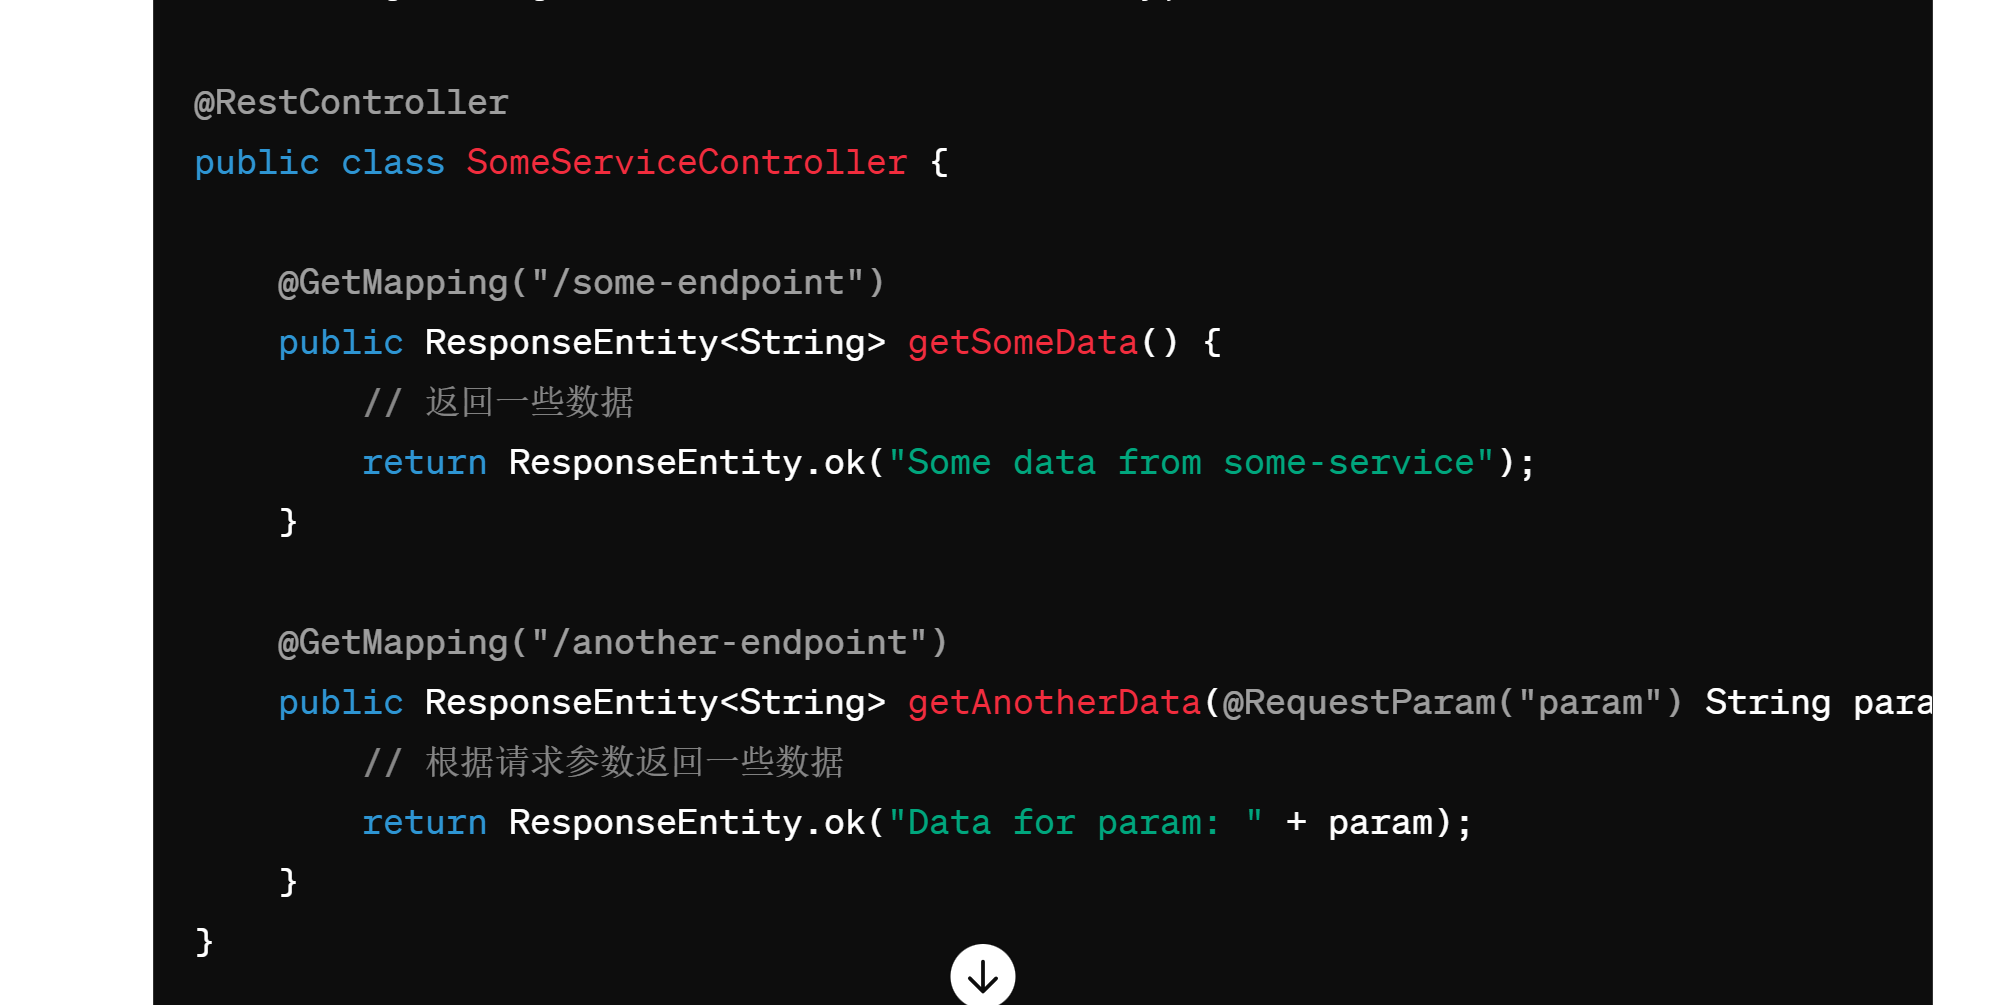 @RestController
public class SomeServiceController {
@GetMapping("/some-endpoint")
public ResponseEntity<String> getSomeData() {
// 返回一些数据
return ResponseEntity.ok("Some data from some-service");
}
@GetMapping("/another-endpoint")
public ResponseEntity<String> getAnotherData(@RequestParam("param") String para
// 根据请求参数返回一些数据
return ResponseEntity.ok("Data for param: " + param);
}
}